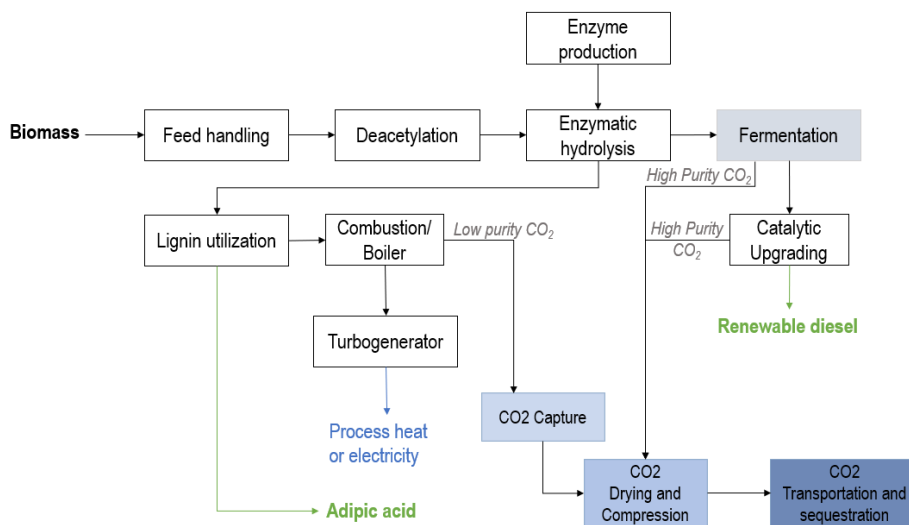 Enzyme
production
Biomass
Feed handling
Deacetylation
Enzymatic
hydrolysis
Fermentation
High Purity CO2
Lignin utilization
Combustion/
Boiler
Low purity CO2
High Purity
CO2
Catalytic
Upgrading
Turbogenerator
Renewable diesel
CO2 Capture
Process heat
or electricity
CO2
Drying and
Compression
CO2
Transportation and
sequestration
Adipic acid